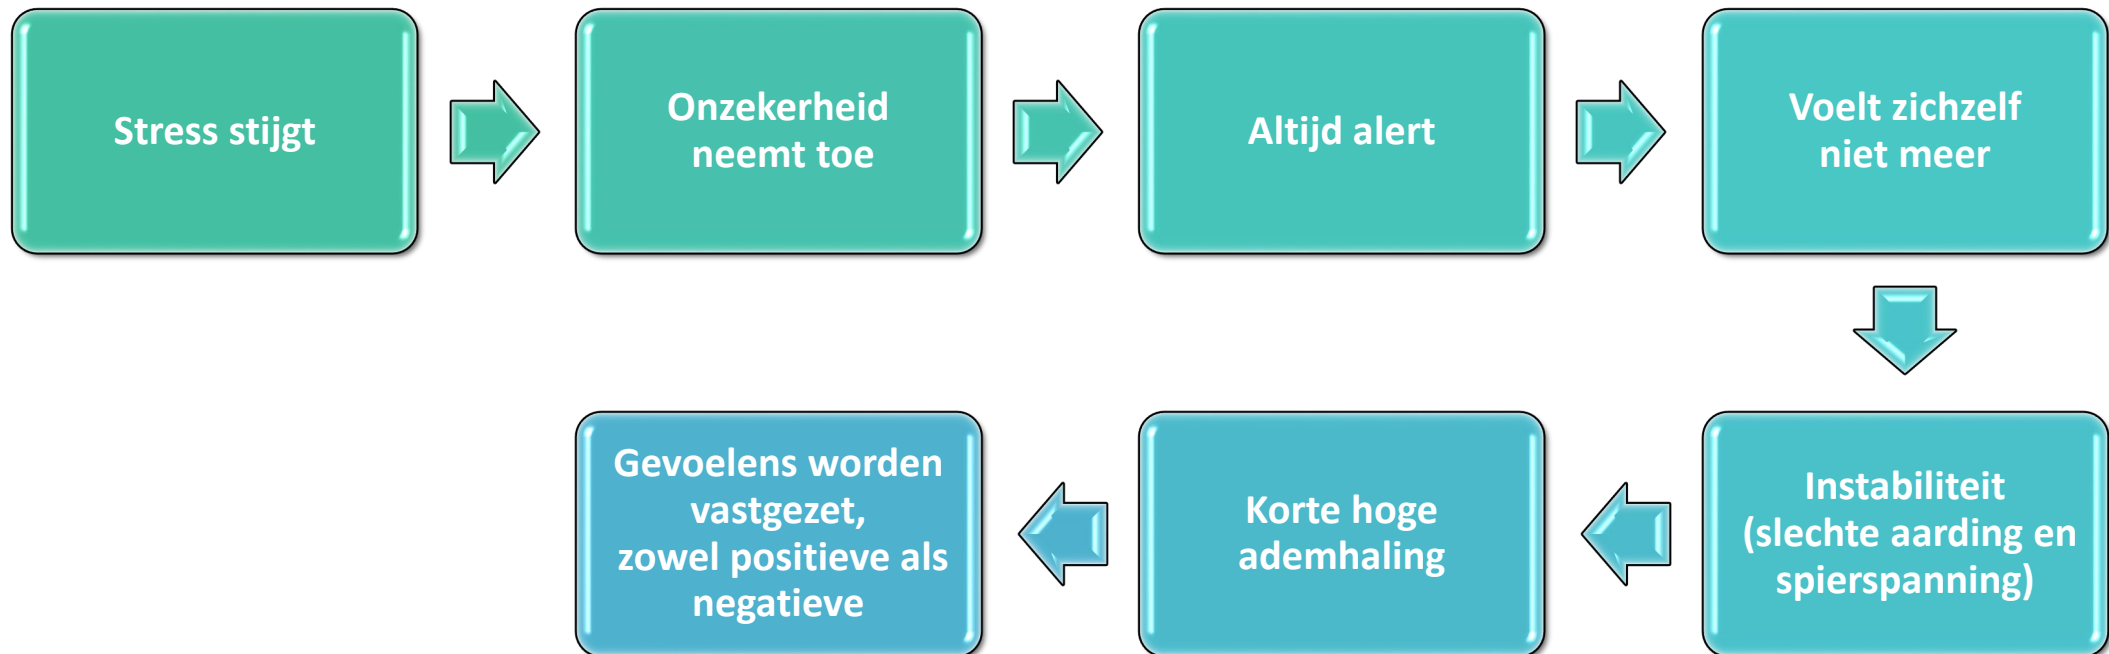 Stress stijgt
Onzekerheid
neemt toe
Altijd alert
Voelt zichzelf
niet meer
Instabiliteit
(slechte aarding en
spierspanning)
Korte hoge
ademhaling
Gevoelens worden
vastgezet,
zowel positieve als
negatieve